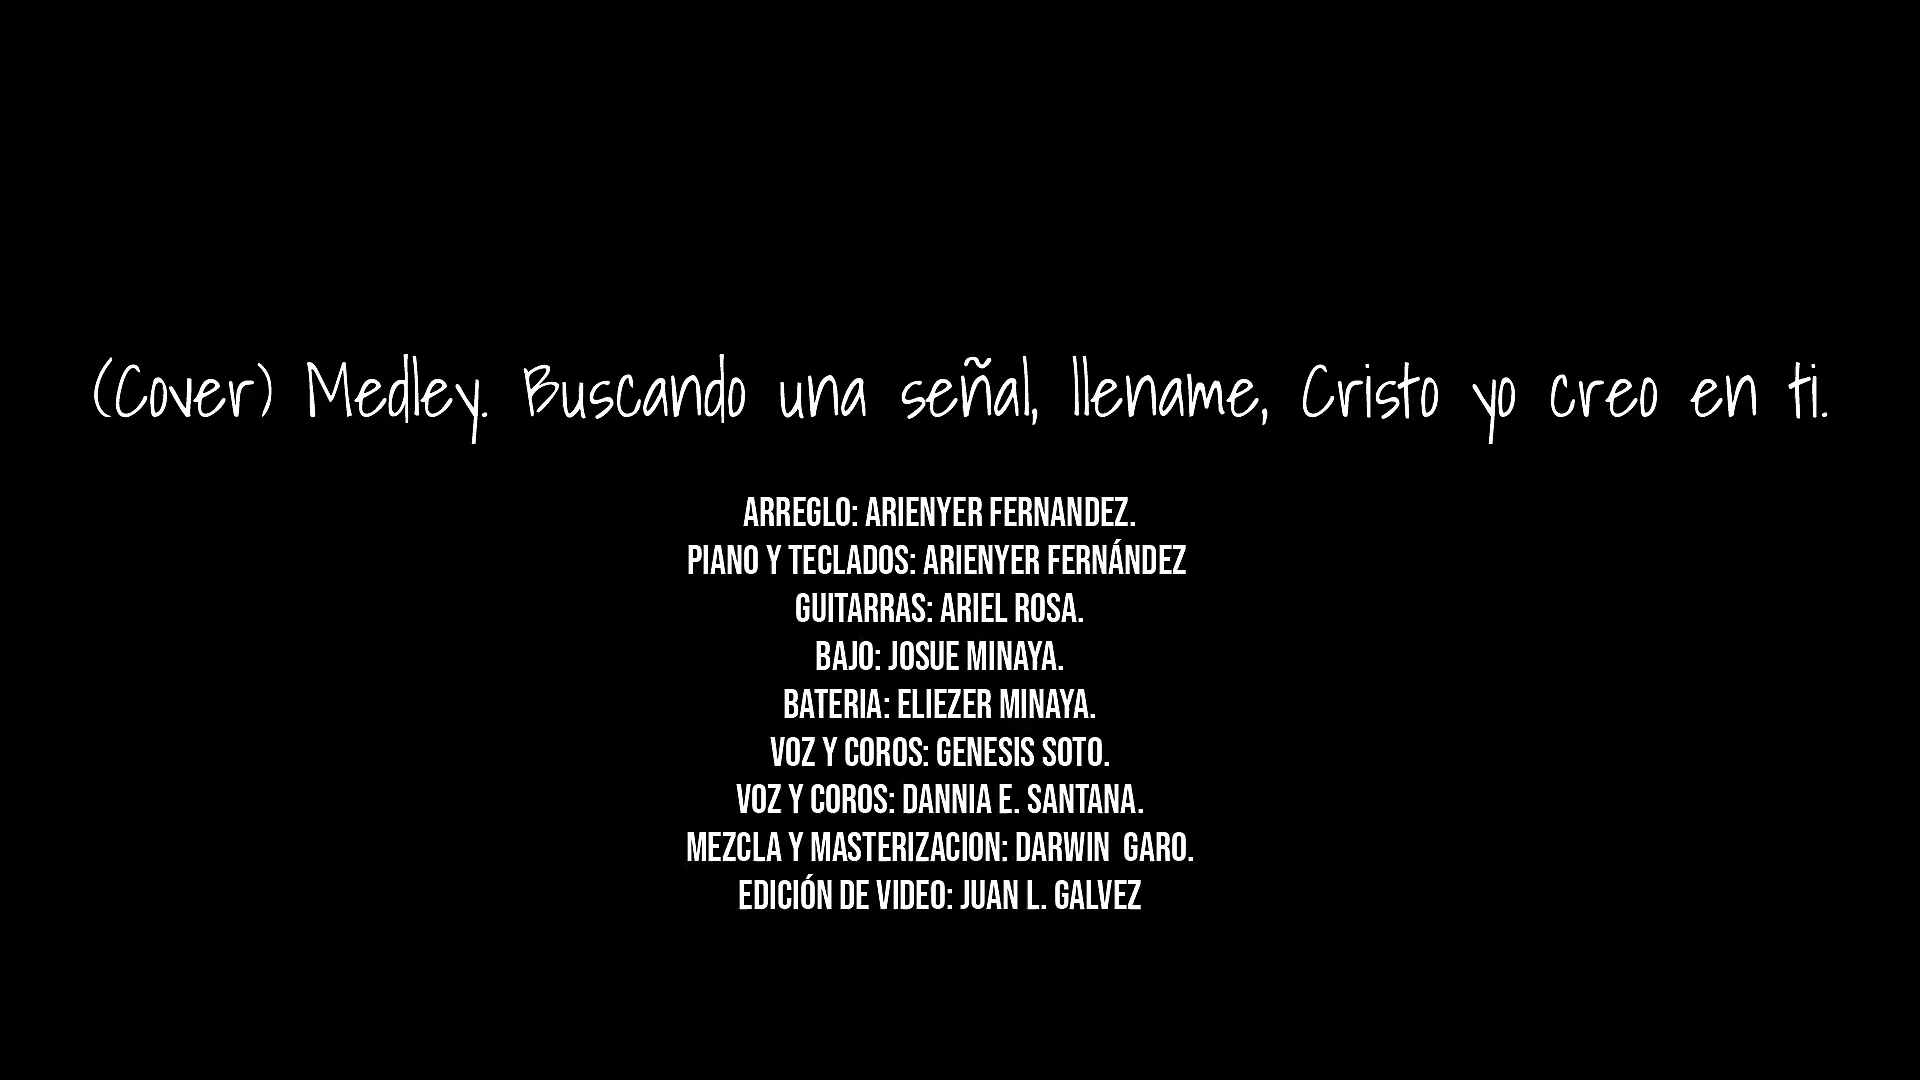 (Cover) Medley. Buscando una señal, llename, Cristo yo creo en ti.
ARREGLO: ARIENYER FERNANDEZ.
PIANO Y TECLADOS: ARIENYER FERNÁNDEZ
GUITARRAS: ARIEL ROSA.
BAJO: JOSUE MINAYA.
BATERIA: ELIEZER MINAYA.
VOZ Y COROS: GENESIS SOTO.
VOZ Y COROS: DANNIA E. SANTANA.
MEZCLA Y MASTERIZACION: DARWIN  GARO.
EDICIÓN DE VIDEO: JUAN L. GALVEZ